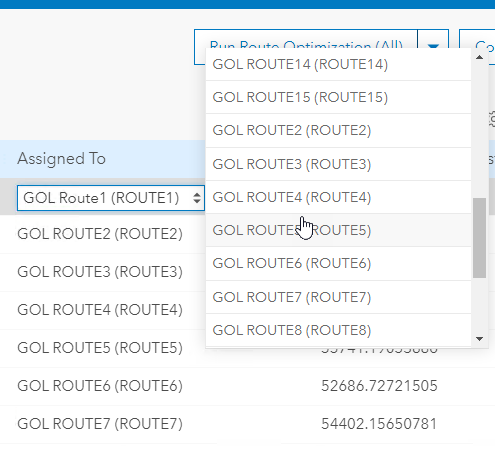 Run Route Optimization (All)
GOL ROUTE14 (ROUTE14)
GOL ROUTE15 (ROUTE15)
GOL ROUTE2 (ROUTE2)
GOL ROUTE3 (ROUTE3)
GOL ROUTE4 (ROUTE4)
GOL (ROUTE5)
GOL ROUTE6 (ROUTE6)
GOL ROUTE7 (ROUTE7)
GOL ROUTE8 (ROUTE8)
Assigned To
GOL Route1 (ROUTE1)
GOL ROUTE2 (ROUTE2)
GOL ROUTE3 (ROUTE3)
GOL ROUTE4 (ROUTE4)
GOL ROUTE5 (ROUTE5)
GOL ROUTE6 (ROUTE6) 52686.72721505
GOL ROUTE7 (ROUTE7) 54402.15650781